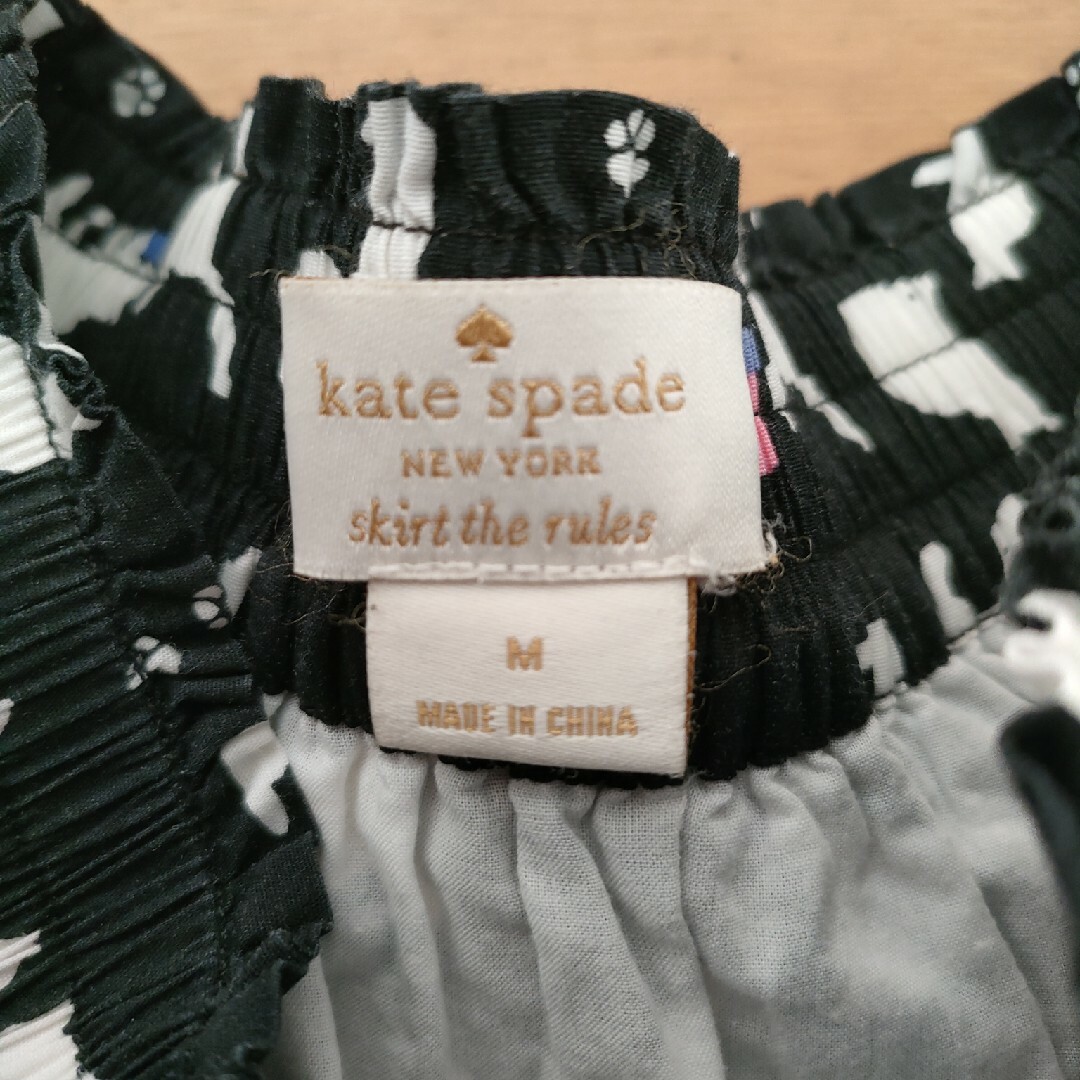 kate spade
NEW YORK
skirt the rules
M
MADE IN CHINA